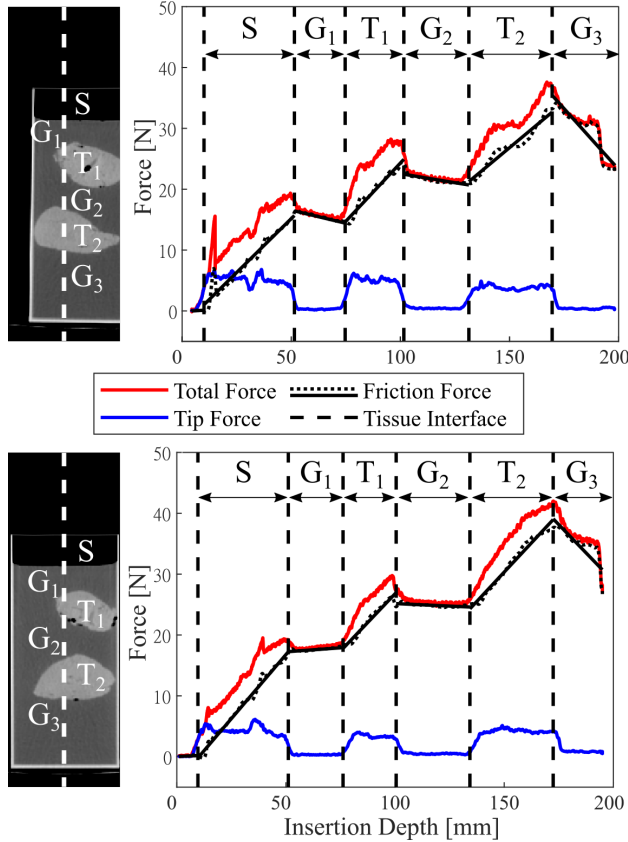 50
S G₁ T₁ G₂ T₂ G₃
40
30
20
10
0
Force [N]
0 50 100 150 200
S
G₁
T₁
G₂
T₂
G₃
Total Force Friction Force
Tip Force Tissue Interface
50
S G₁ T₁ G₂ T₂ G₃
40
30
20
10
0
Force [N]
0 50 100 150 200
Insertion Depth [mm]
S
G₁
T₁
G₂
T₂
G₃